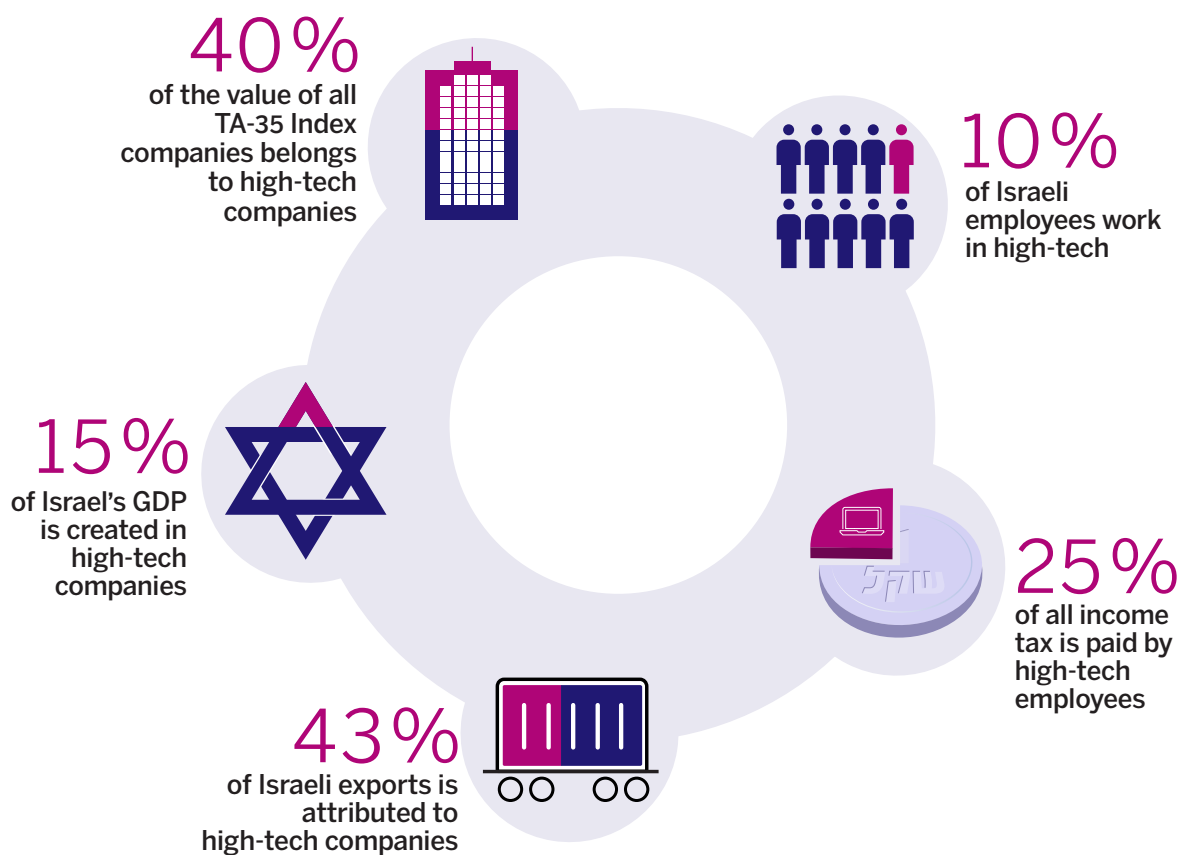 40%
of the value of all
TA-35 Index
companies belongs
to high-tech
companies
10%
of Israeli
employees work
in high-tech
15%
of Israel's GDP
is created in
high-tech
companies
שקל
25%
of all income
tax is paid by
high-tech
employees
43%
of Israeli exports is
attributed to
high-tech companies